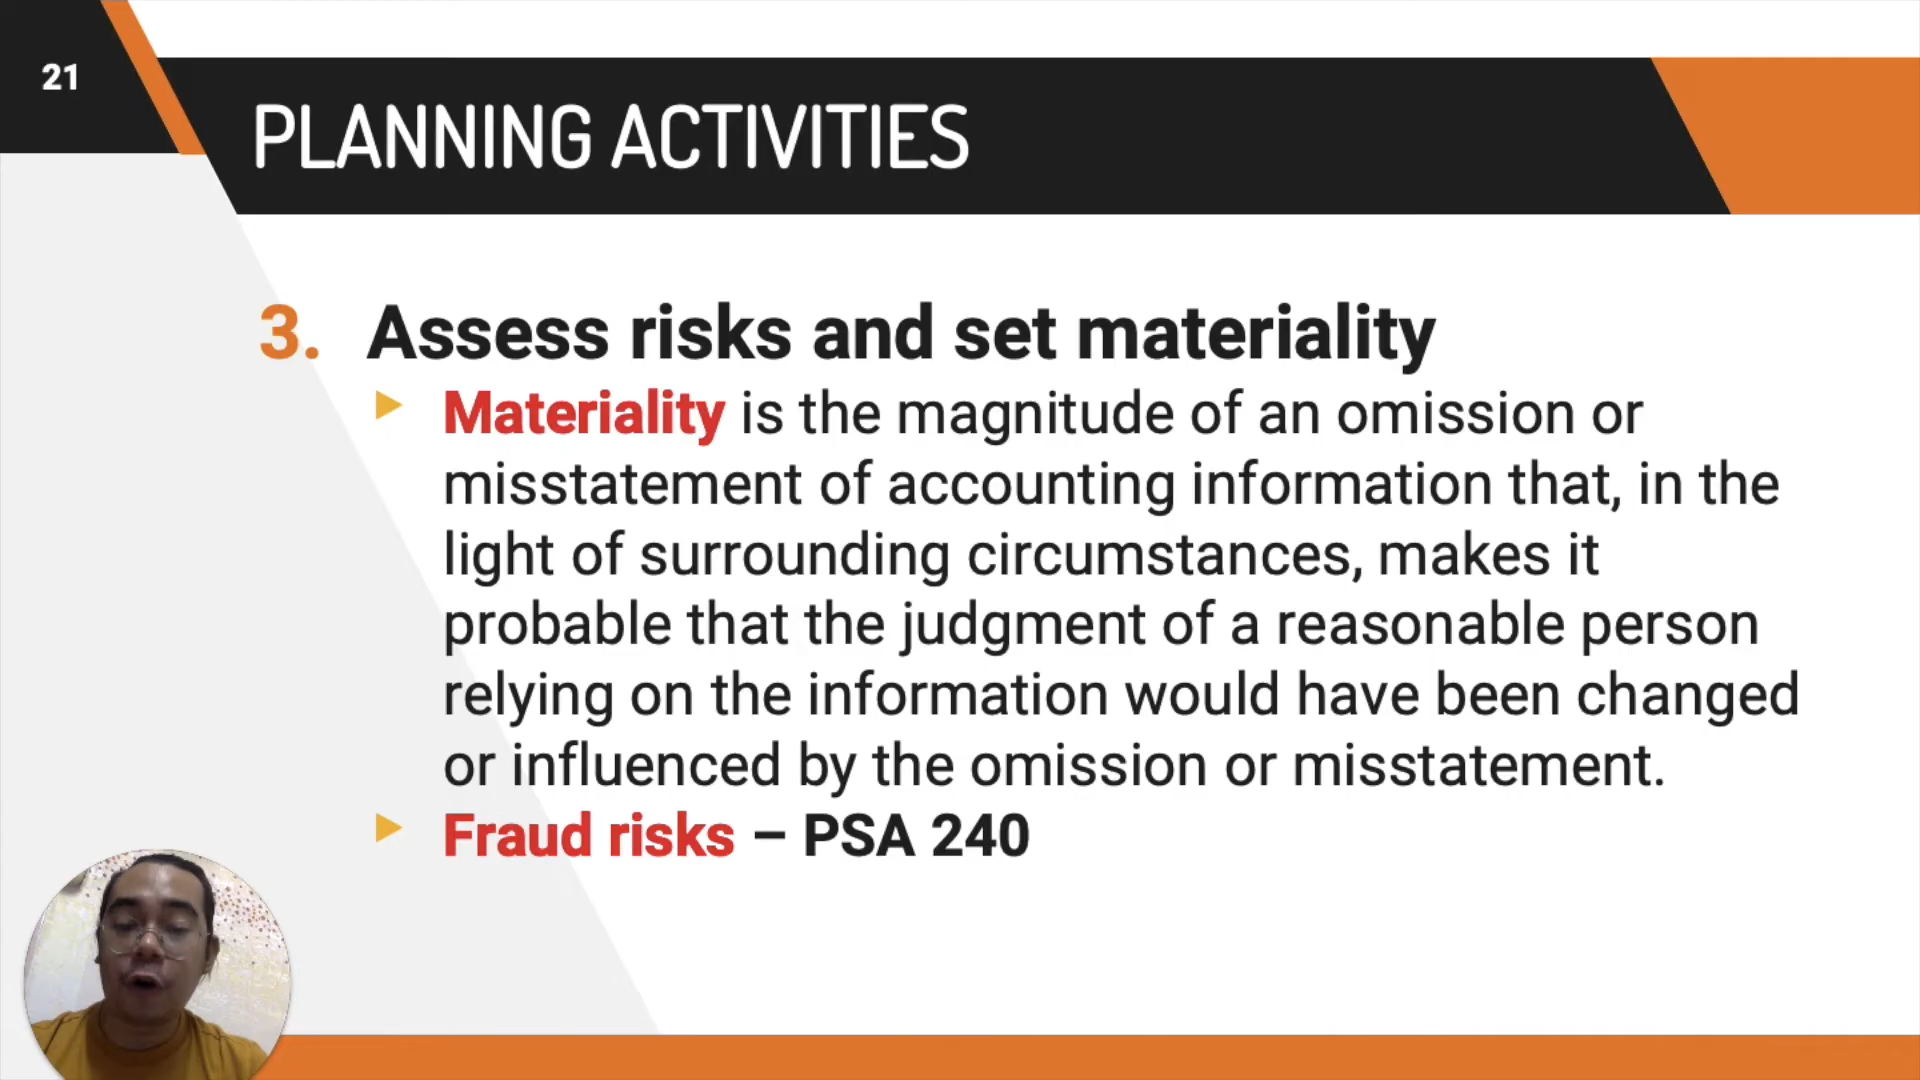 21
PLANNING ACTIVITIES
3. Assess risks and set materiality
Materiality is the magnitude of an omission or
misstatement of accounting information that, in the
light of surrounding circumstances, makes it
probable that the judgment of a reasonable person
relying on the information would have been changed
or influenced by the omission or misstatement.
Fraud risks – PSA 240